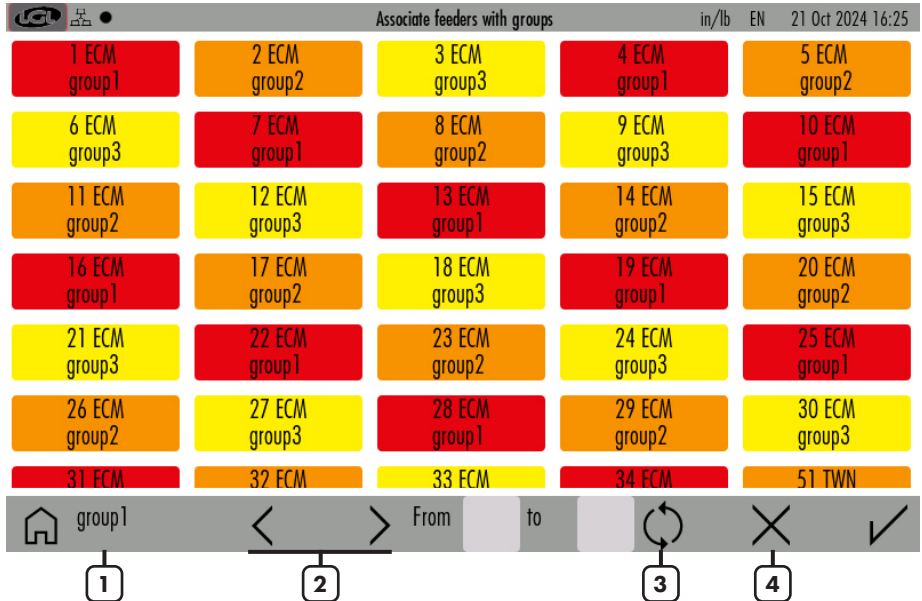 LGL Associate feeders with groups in/lb EN 21 Oct 2024 16:25
1 ECM 2 ECM 3 ECM 4 ECM 5 ECM
group1 group2 group3 group1 group2
6 ECM 7 ECM 8 ECM 9 ECM 10 ECM
group3 group1 group2 group3 group1
11 ECM 12 ECM 13 ECM 14 ECM 15 ECM
group2 group3 group1 group2 group3
16 ECM 17 ECM 18 ECM 19 ECM 20 ECM
group1 group2 group3 group1 group2
21 ECM 22 ECM 23 ECM 24 ECM 25 ECM
group3 group1 group2 group3 group1
26 ECM 27 ECM 28 ECM 29 ECM 30 ECM
group2 group3 group1 group2 group3
31 ECM 32 ECM 33 ECM 34 ECM 51 TWN
group1 From to
1 2 3 4